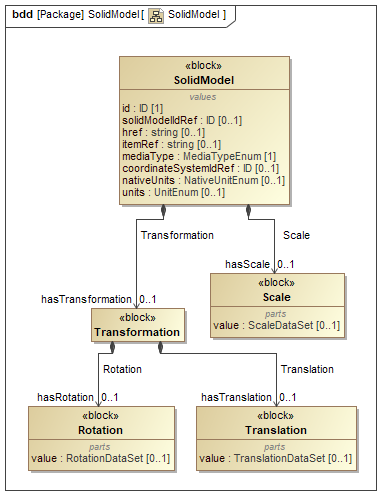 bdd [Package] SolidModel[ SolidModel ]
«block»
SolidModel
values
id : ID [1]
solidModelIdRef : ID [0..1]
href : string [0..1]
itemRef : string [0..1]
mediaType : MediaTypeEnum [1]
coordinateSystemIdRef : ID [0..1]
nativeUnits : NativeUnitEnum [0..1]
units : UnitEnum [0..1]
Transformation
Scale
hasScale 0..1
«block»
Scale
parts
value : ScaleDataSet [0..1]
hasTransformation 0..1
«block»
Transformation
Rotation
Translation
hasRotation 0..1
hasTranslation 0..1
«block»
Rotation
parts
value : RotationDataSet [0..1]
«block»
Translation
parts
value : TranslationDataSet [0..1]